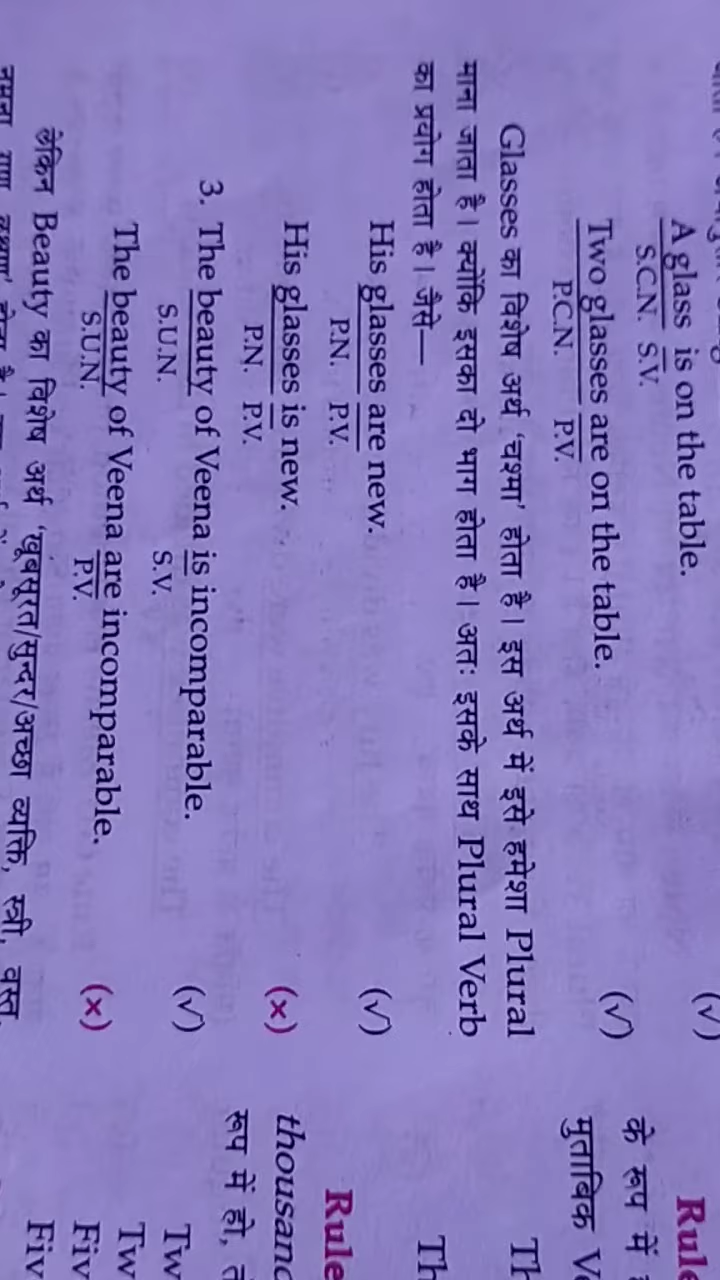 A glass is on the table. (√)
S.C.N. S.V.
Two glasses are on the table. (√)
P.C.N. P.V.
Glasses का विशेष अर्थ 'चश्मा' होता है। इस अर्थ में इसे हमेशा Plural
माना जाता है। क्योंकि इसका दो भाग होता है। अतः इसके साथ Plural Verb
का प्रयोग होता है। जैसे—
His glasses are new. (√)
P.N. P.V.
His glasses is new. (×)
P.N. P.V.
3. The beauty of Veena is incomparable. (√)
S.U.N. S.V.
The beauty of Veena are incomparable. (×)
S.U.N. P.V.
लेकिन Beauty का विशेष अर्थ 'खूबसूरत/सुन्दर/अच्छा व्यक्ति, स्त्री, वस्तु,
Rule
के रूप में
मुताबिक
Th
Th
Rule
thousand
रूप में हो,
Tw
Tw
Fiv
Fiv